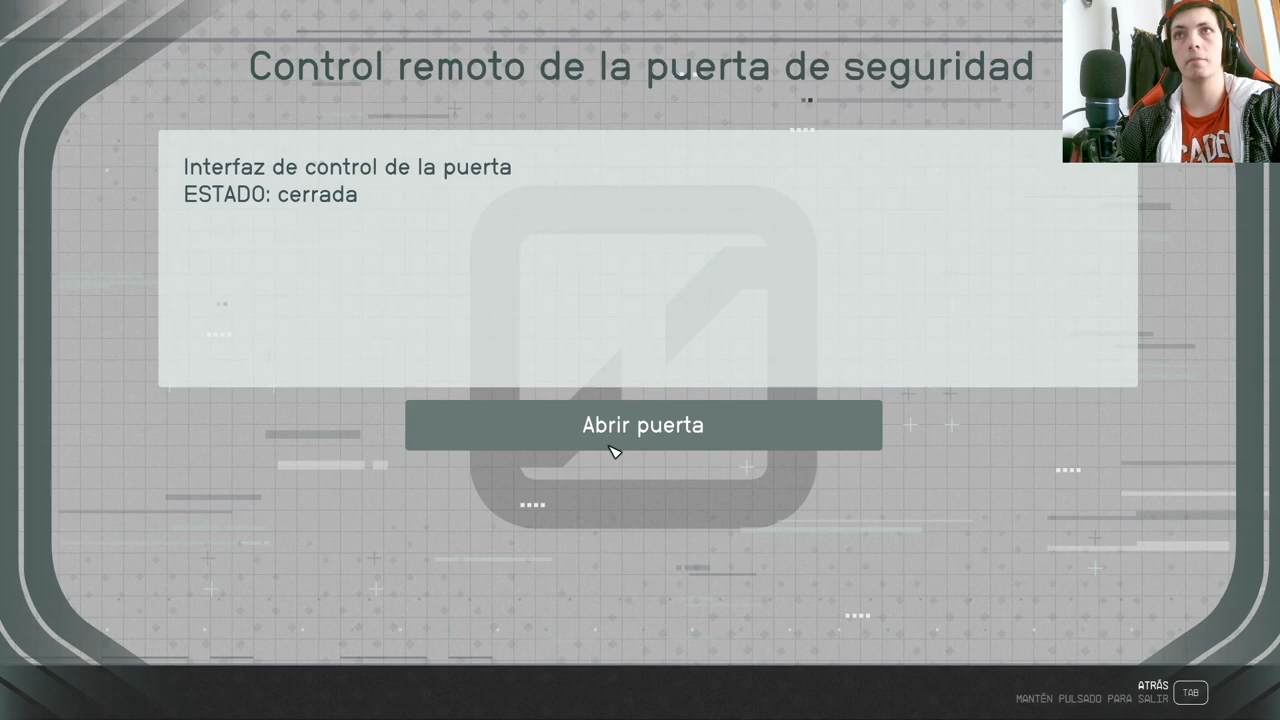 Control remoto de la puerta de seguridad
Interfaz de control de la puerta
ESTADO: cerrada
Abrir puerta
ATRÁS
MANTÉN PULSADO PARA SALIR
TAB